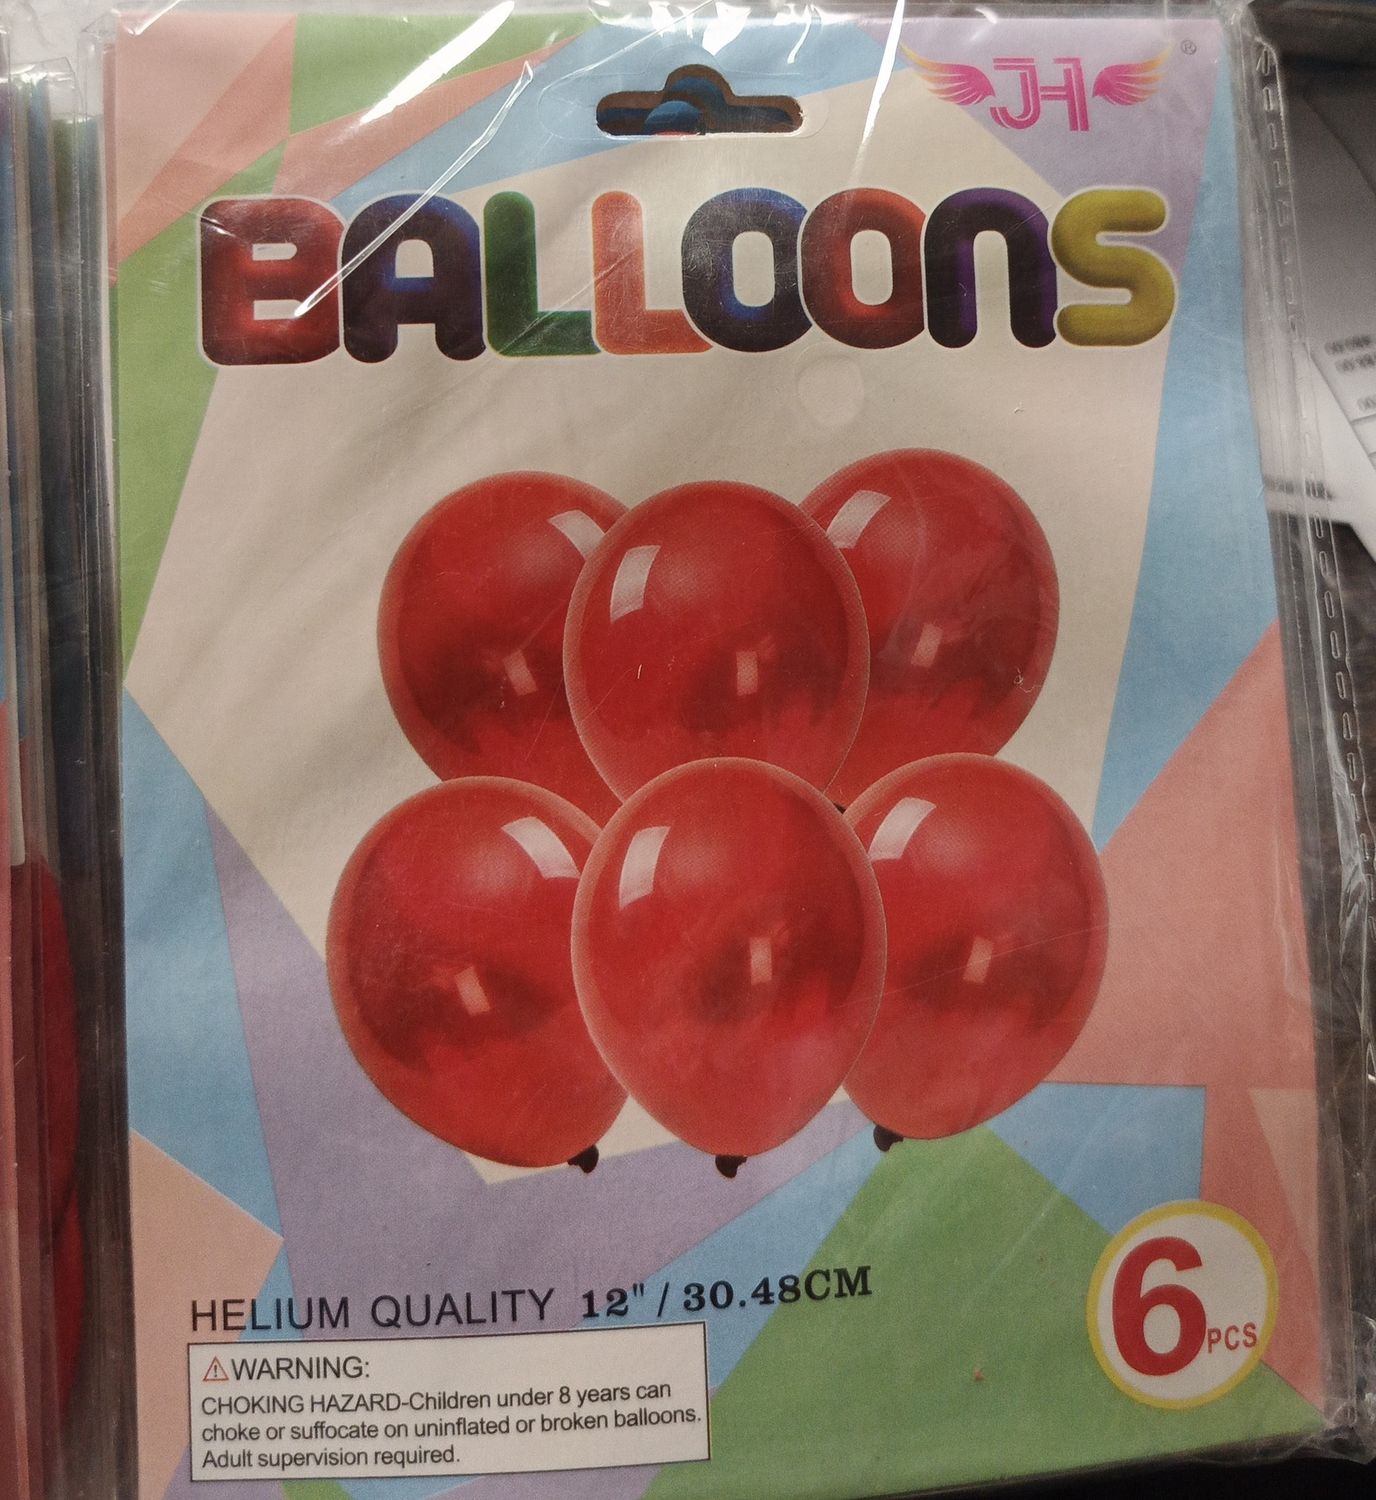 JH®
BALLOONS
HELIUM QUALITY 12" / 30.48CM
WARNING:
CHOKING HAZARD-Children under 8 years can
choke or suffocate on uninflated or broken balloons.
Adult supervision required.
6PCS